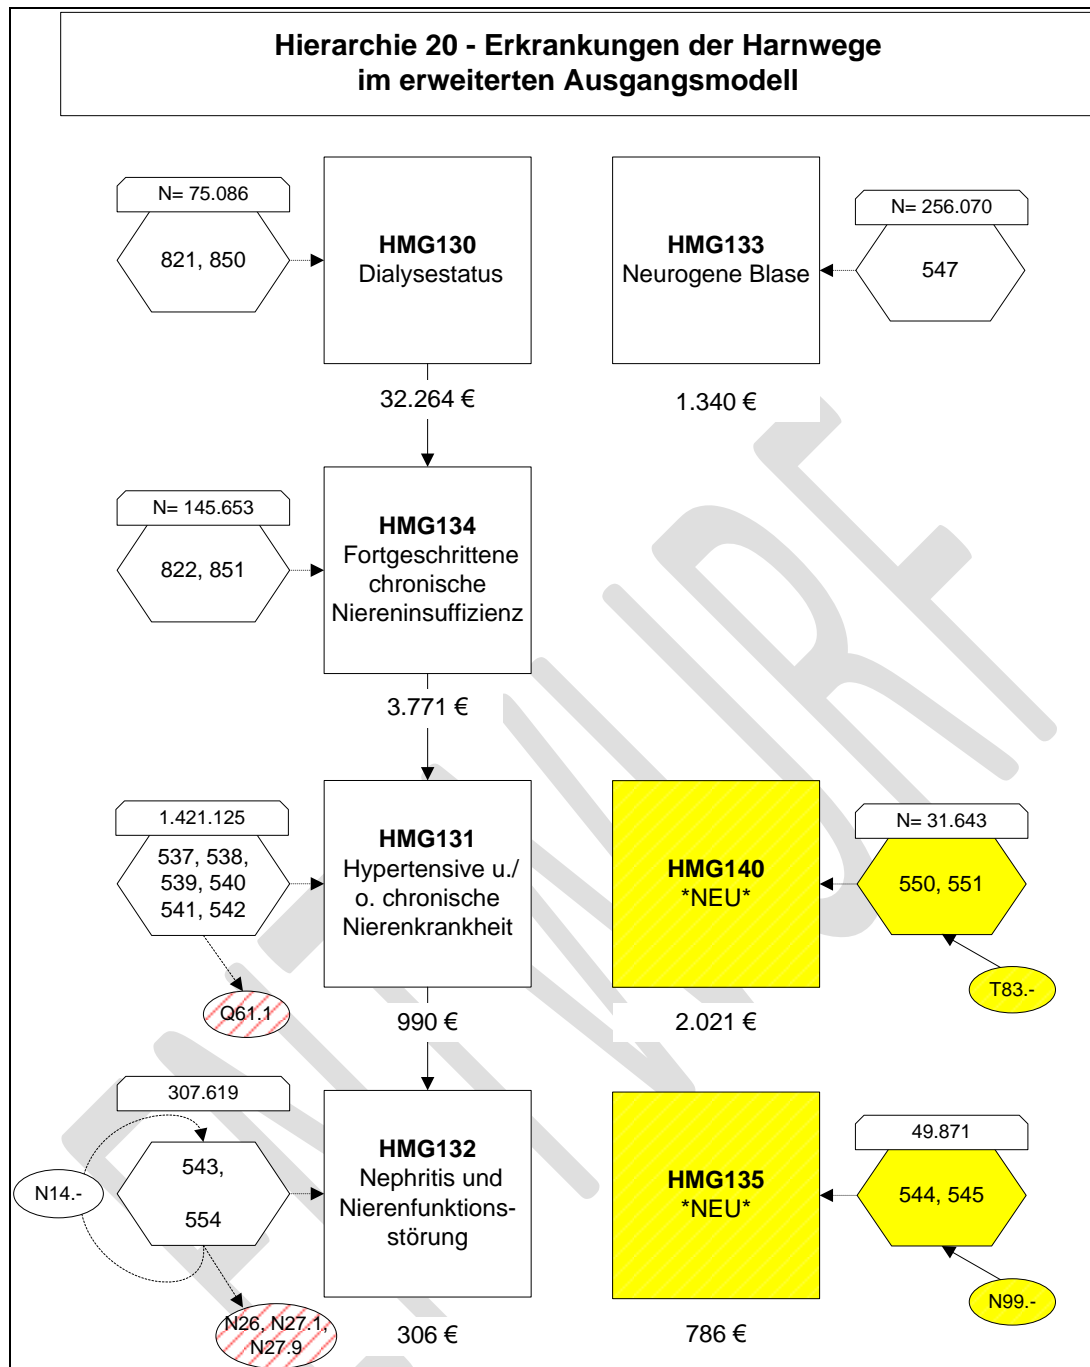 Hierarchie 20 - Erkrankungen der Harnwege
im erweiterten Ausgangsmodell
N= 75.086
821, 850
HMG130
Dialysestatus
32.264 €
HMG133
Neurogene Blase
1.340 €
N= 256.070
547
N= 145.653
822, 851
HMG134
Fortgeschrittene
chronische
Niereninsuffizienz
3.771 €
1.421.125
537, 538,
539, 540
541, 542
Q61.1
HMG131
Hypertensive u./
o. chronische
Nierenkrankheit
990 €
HMG140
*NEU*
2.021 €
N= 31.643
550, 551
T83.-
307.619
N14.-
543,
554
N26, N27.1,
N27.9
HMG132
Nephritis und
Nierenfunktions-
störung
306 €
HMG135
*NEU*
786 €
49.871
544, 545
N99.-
ENTWURF